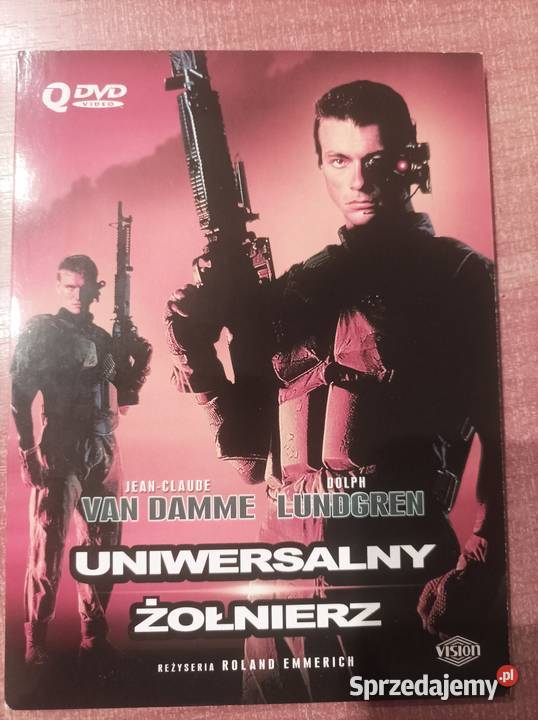 Q DVD
VIDEO
JEAN-CLAUDE DOLPH
VAN DAMME LUNDGREN
UNIWERSALNY
ŻOŁNIERZ
REŻYSERIA ROLAND EMMERICH
VISION
Sprzedajemy.pl